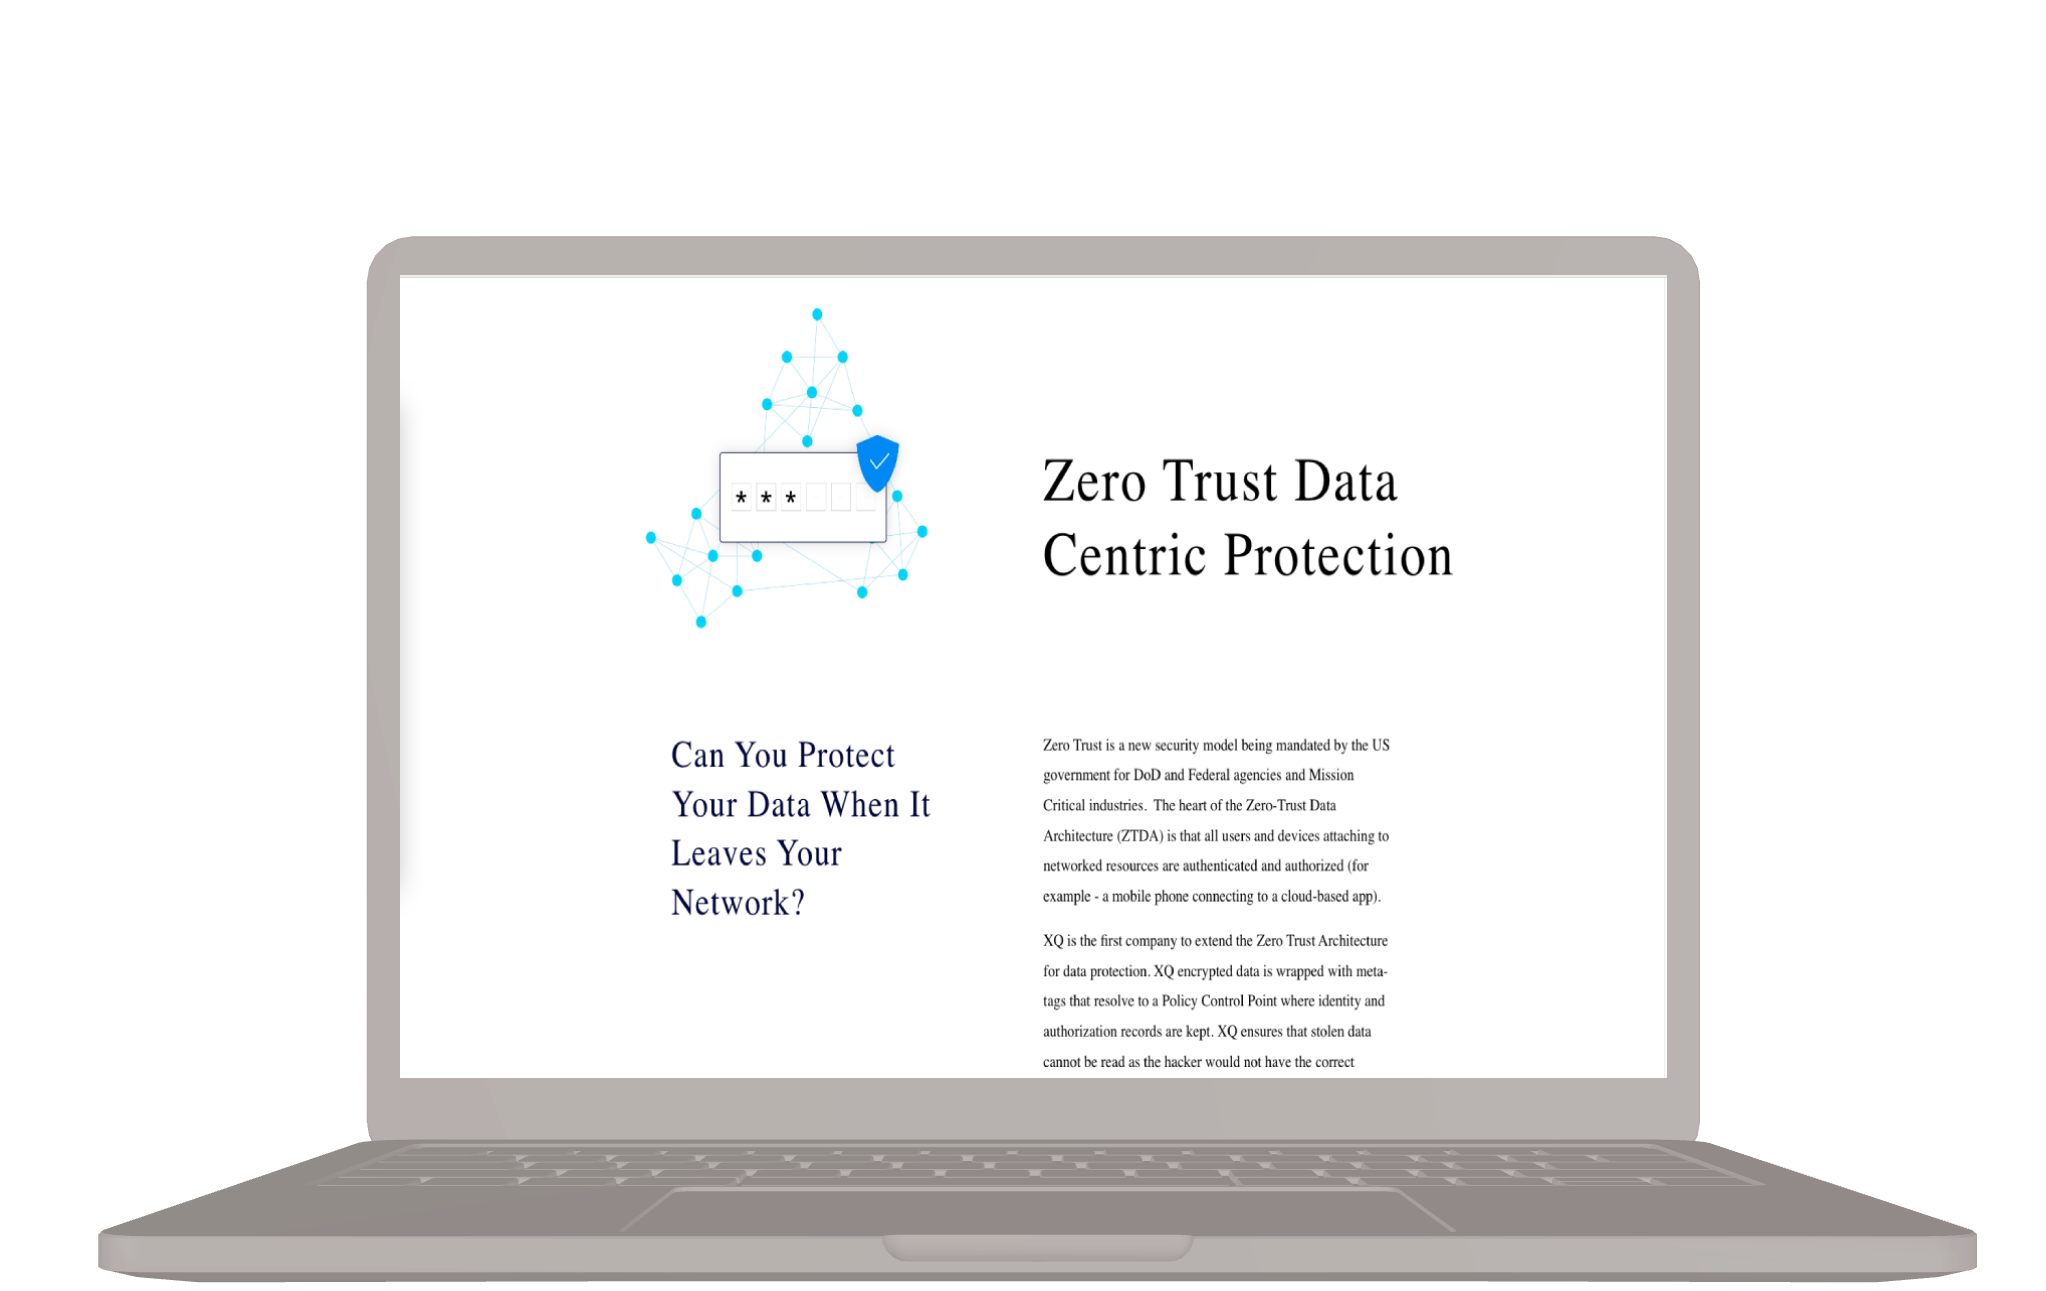 * * *
Zero Trust Data
Centric Protection
Can You Protect
Your Data When It
Leaves Your
Network?
Zero Trust is a new security model being mandated by the US
government for DoD and Federal agencies and Mission
Critical industries.  The heart of the Zero-Trust Data
Architecture (ZTDA) is that all users and devices attaching to
networked resources are authenticated and authorized (for
example - a mobile phone connecting to a cloud-based app).
XQ is the first company to extend the Zero Trust Architecture
for data protection. XQ encrypted data is wrapped with meta-
tags that resolve to a Policy Control Point where identity and
authorization records are kept. XQ ensures that stolen data
cannot be read as the hacker would not have the correct